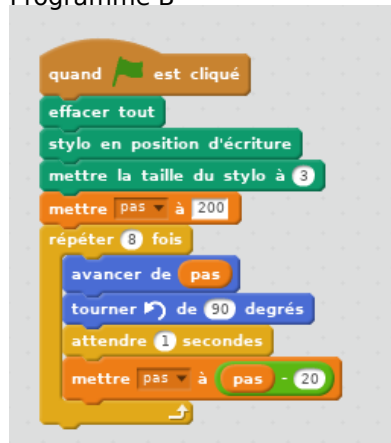 Programme B
quand est cliqué
effacer tout
stylo en position d'écriture
mettre la taille du stylo à 3
mettre pas à 200
répéter 8 fois
avancer de pas
tourner de 90 degrés
attendre 1 secondes
mettre pas à pas - 20